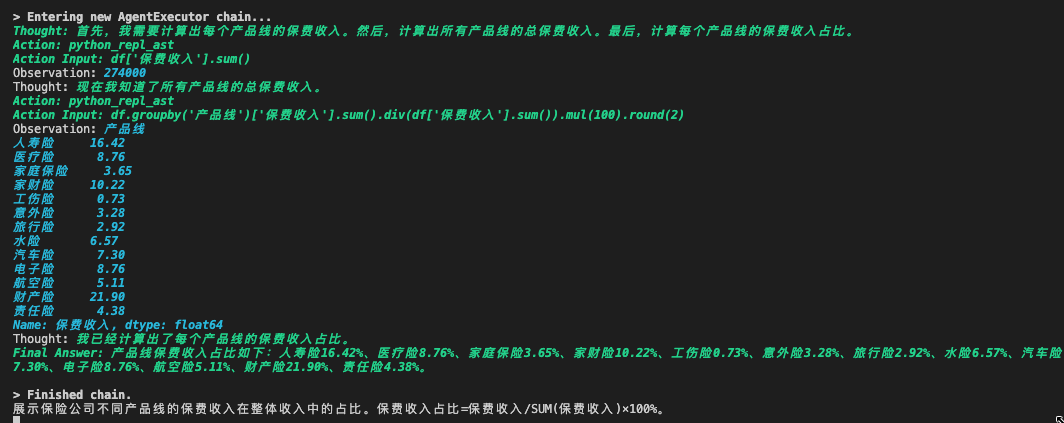 > Entering new AgentExecutor chain...
Thought: 首先，我需要计算出每个产品线的保费收入。然后，计算出所有产品线的总保费收入。最后，计算每个产品线的保费收入占比。
Action: python_repl_ast
Action Input: df['保费收入'].sum()
Observation: 274000
Thought: 现在我知道了所有产品线的总保费收入。
Action: python_repl_ast
Action Input: df.groupby('产品线')['保费收入'].sum().div(df['保费收入'].sum()).mul(100).round(2)
Observation: 产品线
人寿险 16.42
医疗险 8.76
家庭保险 3.65
家财险 10.22
工伤险 0.73
意外险 3.28
旅行险 2.92
水险 6.57
汽车险 7.30
电子险 8.76
航空险 5.11
财产险 21.90
责任险 4.38
Name: 保费收入, dtype: float64
Thought: 我已经计算出了每个产品线的保费收入占比。
Final Answer: 产品线保费收入占比如下：人寿险16.42%、医疗险8.76%、家庭保险3.65%、家财险10.22%、工伤险0.73%、意外险3.28%、旅行险2.92%、水险6.57%、汽车险
7.30%、电子险8.76%、航空险5.11%、财产险21.90%、责任险4.38%。
> Finished chain.
展示保险公司不同产品线的保费收入在整体收入中的占比。保费收入占比=保费收入/SUM(保费收入)×100%。